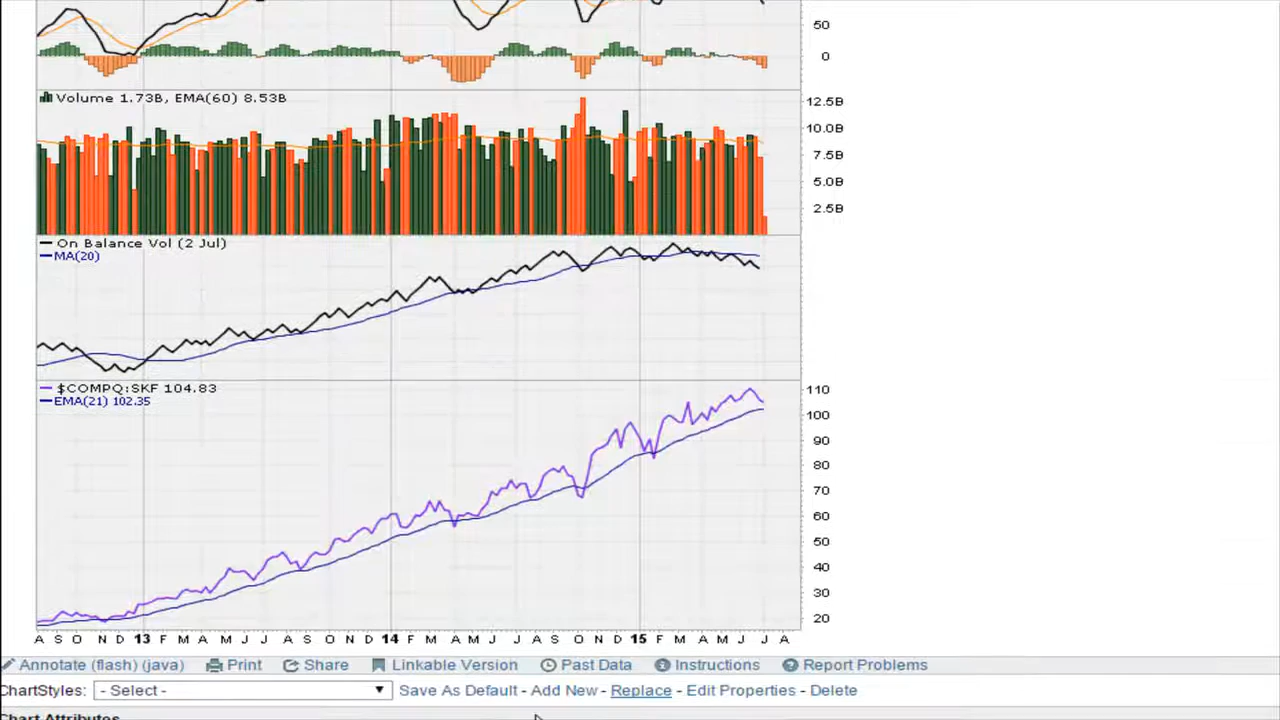 50
0
Volume 1.73B, EMA(60) 8.53B
12.5B
10.0B
7.5B
5.0B
2.5B
On Balance Vol (2 Jul)
MA(20)
$COMPQ:SKF 104.83
EMA(21) 102.35
110
100
90
80
70
60
50
40
30
20
A S O N D 13 F M A M J J A S O N D 14 F M A M J J A S O N D 15 F M A M J J A
Annotate (flash) (java) Print Share Linkable Version Past Data Instructions Report Problems
ChartStyles: - Select - Save As Default - Add New - Replace - Edit Properties - Delete
Chart Attributes